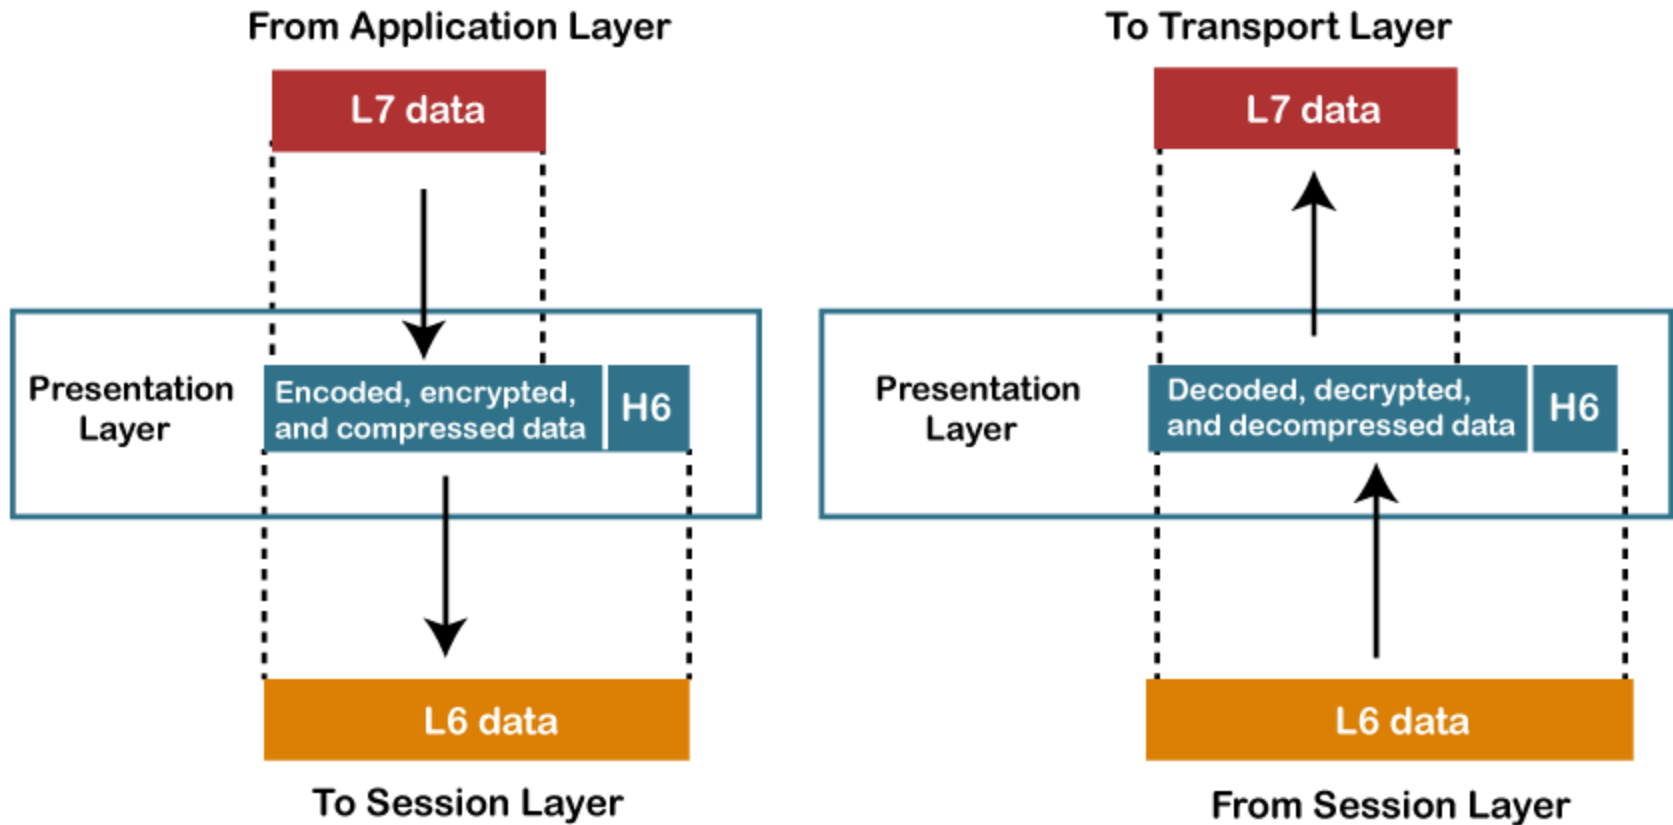 From Application Layer
L7 data
Presentation
Layer
Encoded, encrypted,
and compressed data
H6
L6 data
To Session Layer
To Transport Layer
L7 data
Presentation
Layer
Decoded, decrypted,
and decompressed data
H6
L6 data
From Session Layer